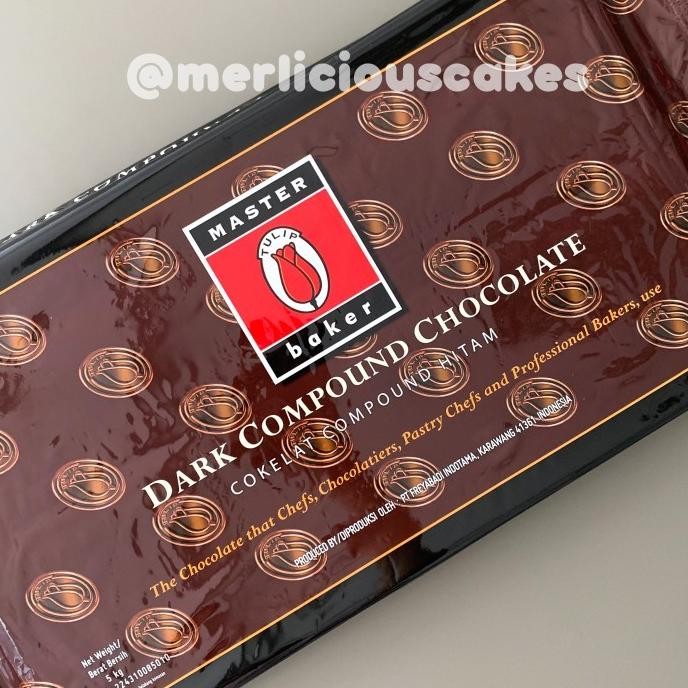 @merliciouscakes
MASTER
TULIP
baker
DARK COMPOUND CHOCOLATE
COKELAT COMPOUND HITAM
The Chocolate that Chefs, Chocolatiers, Pastry Chefs and Professional Bakers, use
PRODUCED BY/DIPRODUKSI OLEH : PT FREYABADI INDOTAMA, KARAWANG 41361, INDONESIA
Net Weight/
Berat Bersih
5 kg
224310085010